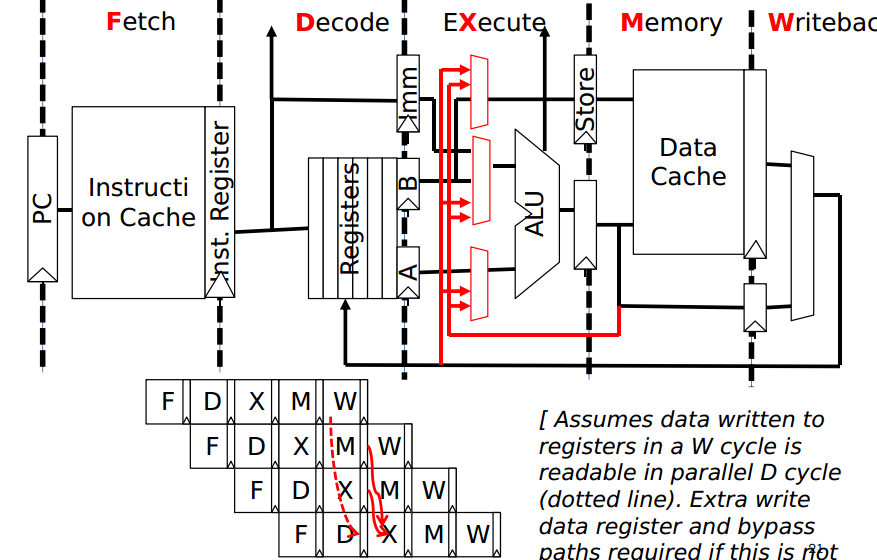 Fetch
Decode
EXecute
Memory
Writebac
PC
Instructi
on Cache
Inst. Register
Registers
Imm
B
A
ALU
Store
Data
Cache
F D X M W
F D X M W
F D X M W
F D X M W
[ Assumes data written to
registers in a W cycle is
readable in parallel D cycle
(dotted line). Extra write
data register and bypass
paths required if this is not